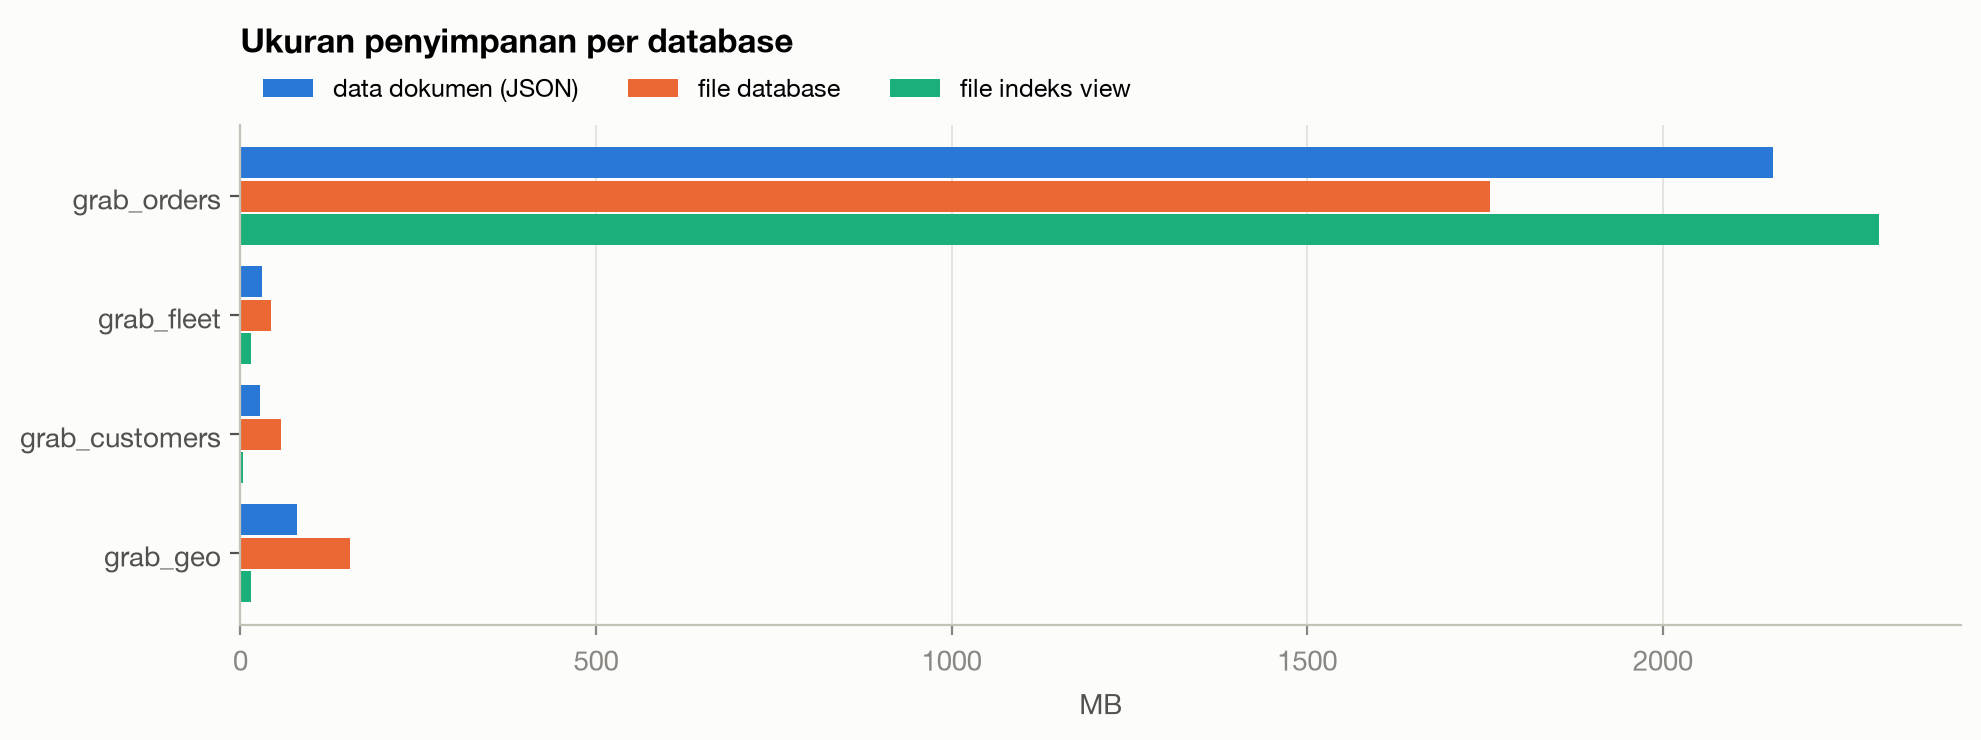 Ukuran penyimpanan per database
data dokumen (JSON) file database file indeks view
grab_orders
grab_fleet
grab_customers
grab_geo
0 500 1000 1500 2000
MB